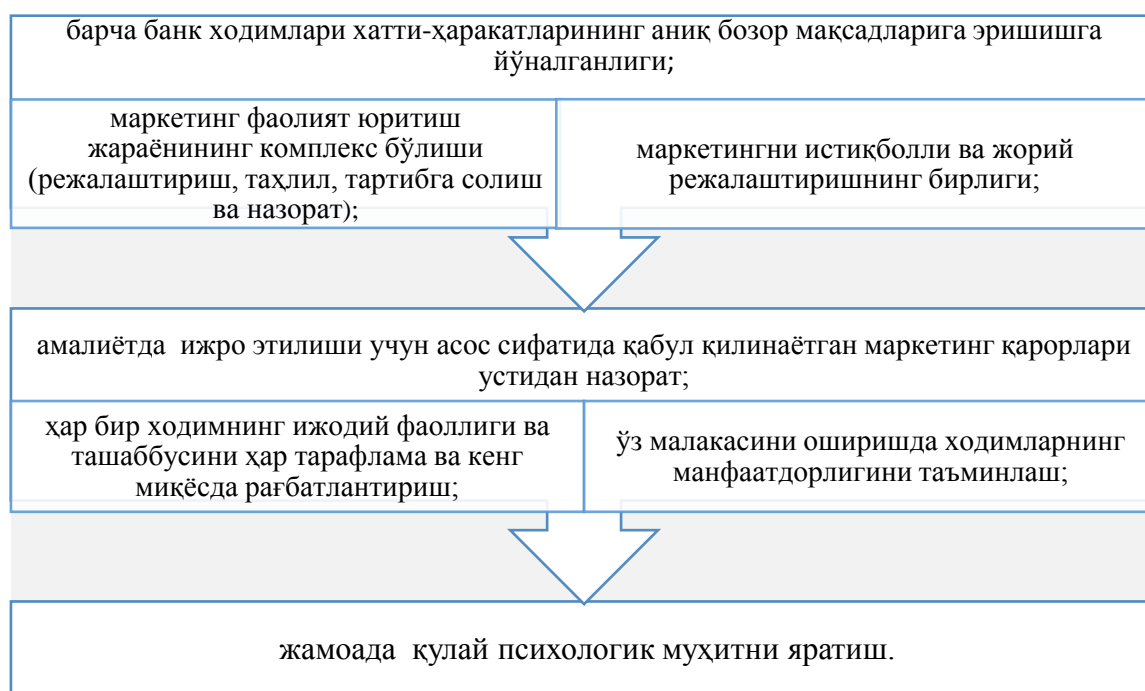 барча банк ходимлари хатти-ҳаракатларининг аниқ бозор мақсадларига эришишга
йўналганлиги;
маркетинг фаолият юритиш
жараёнининг комплекс бўлиши
(режалаштириш, таҳлил, тартибга солиш
ва назорат);
маркетингни истиқболли ва жорий
режалаштиришнинг бирлиги;
амалиётда ижро этилиши учун асос сифатида қабул қилинаётган маркетинг қарорлари
устидан назорат;
ҳар бир ходимнинг ижодий фаоллиги ва
ташаббусини ҳар тарафлама ва кенг
миқёсда рағбатлантириш;
ўз малакасини оширишда ходимларнинг
манфаатдорлигини таъминлаш;
жамоада қулай психологик муҳитни яратиш.